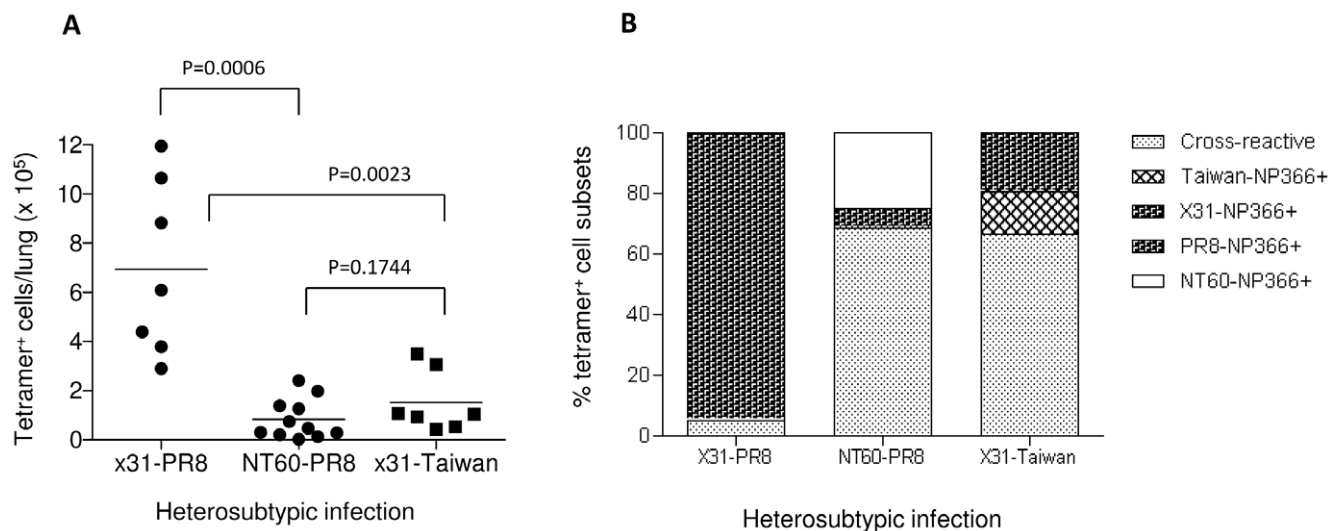 A
P=0.0006
P=0.0023
P=0.1744
Tetramer⁺ cells/lung (x 10⁵)
12
10
8
6
4
2
0
x31-PR8 NT60-PR8 x31-Taiwan
Heterosubtypic infection
B
% tetramer⁺ cell subsets
100
80
60
40
20
0
X31-PR8 NT60-PR8 X31-Taiwan
Heterosubtypic infection
Cross-reactive
Taiwan-NP366+
X31-NP366+
PR8-NP366+
NT60-NP366+